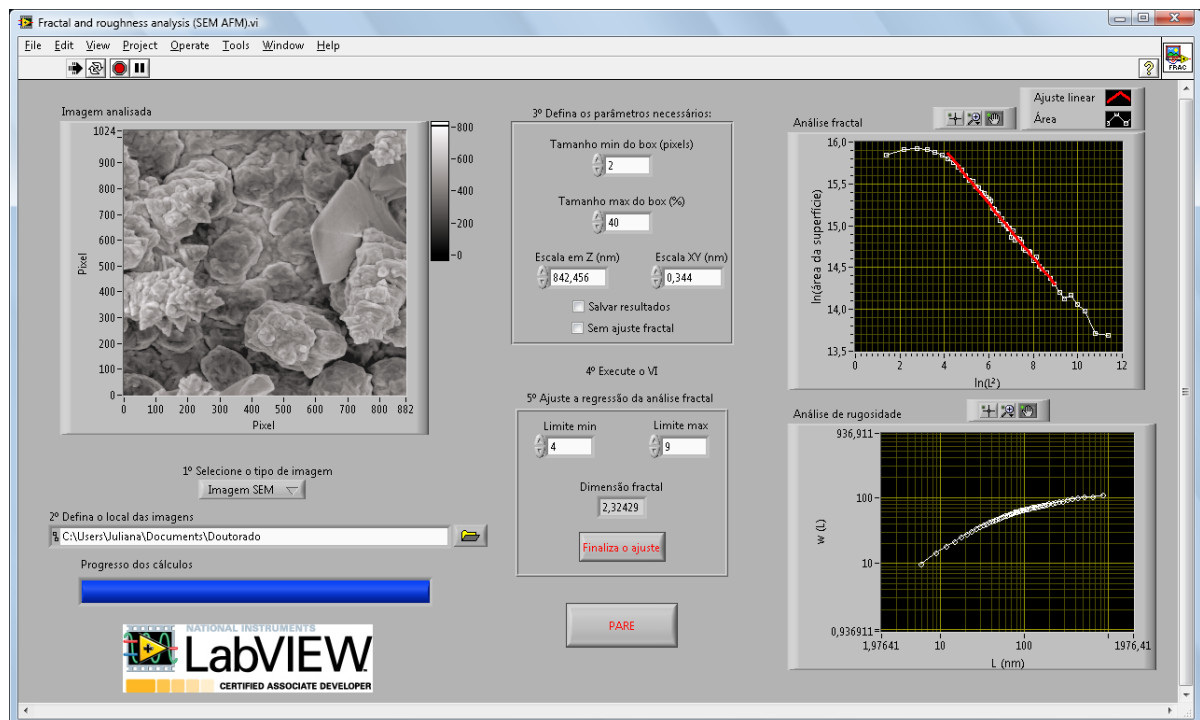 Fractal and roughness analysis (SEM AFM).vi
File Edit View Project Operate Tools Window Help
?
FRAC
Imagem analisada
1024
900
800
700
600
500
400
300
200
100
0
Pixel
0 100 200 300 400 500 600 700 800 882
Pixel
800
600
400
200
0
1º Selecione o tipo de imagem
Imagem SEM
2º Defina o local das imagens
C:\Users\Juliana\Documents\Doutorado
Progresso dos cálculos
NATIONAL INSTRUMENTS
LabVIEW
CERTIFIED ASSOCIATE DEVELOPER
3º Defina os parâmetros necessários:
Tamanho min do box (pixels)
2
Tamanho max do box (%)
40
Escala em Z (nm) Escala XY (nm)
842,456 0,344
Salvar resultados
Sem ajuste fractal
4º Execute o VI
5º Ajuste a regressão da análise fractal
Limite min Limite max
4 9
Dimensão fractal
2,32429
Finaliza o ajuste
PARE
Ajuste linear
Área
Análise fractal
16,0
15,5
15,0
14,5
14,0
13,5
ln(área da superfície)
0 2 4 6 8 10 12
ln(L²)
Análise de rugosidade
936,911
100
10
0,936911
w (L)
1,97641 10 100 1976,41
L (nm)